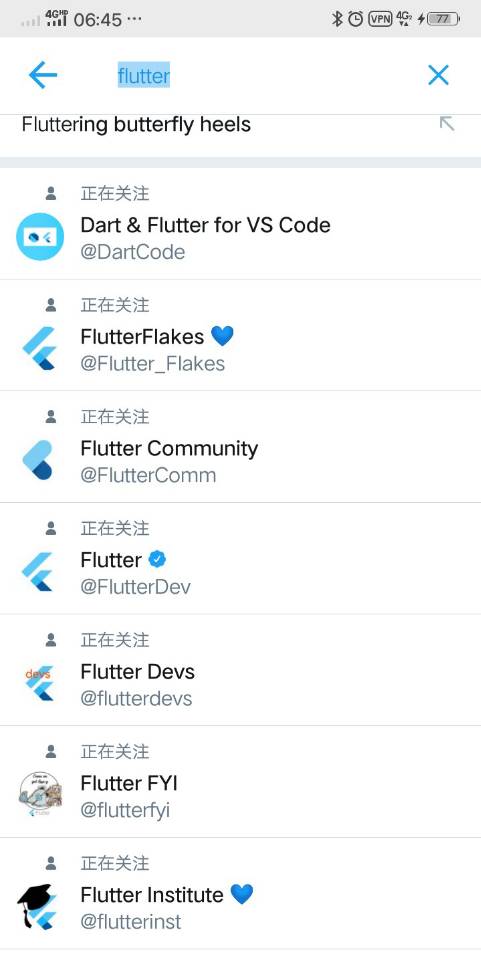 4GHD 06:45 ··· VPN 4G2 77
flutter
Fluttering butterfly heels
正在关注
Dart & Flutter for VS Code
@DartCode
正在关注
FlutterFlakes 💙
@Flutter_Flakes
正在关注
Flutter Community
@FlutterComm
正在关注
Flutter
@FlutterDev
正在关注
devs
Flutter Devs
@flutterdevs
正在关注
Flutter FYI
@flutterfyi
正在关注
Flutter Institute 💙
@flutterinst